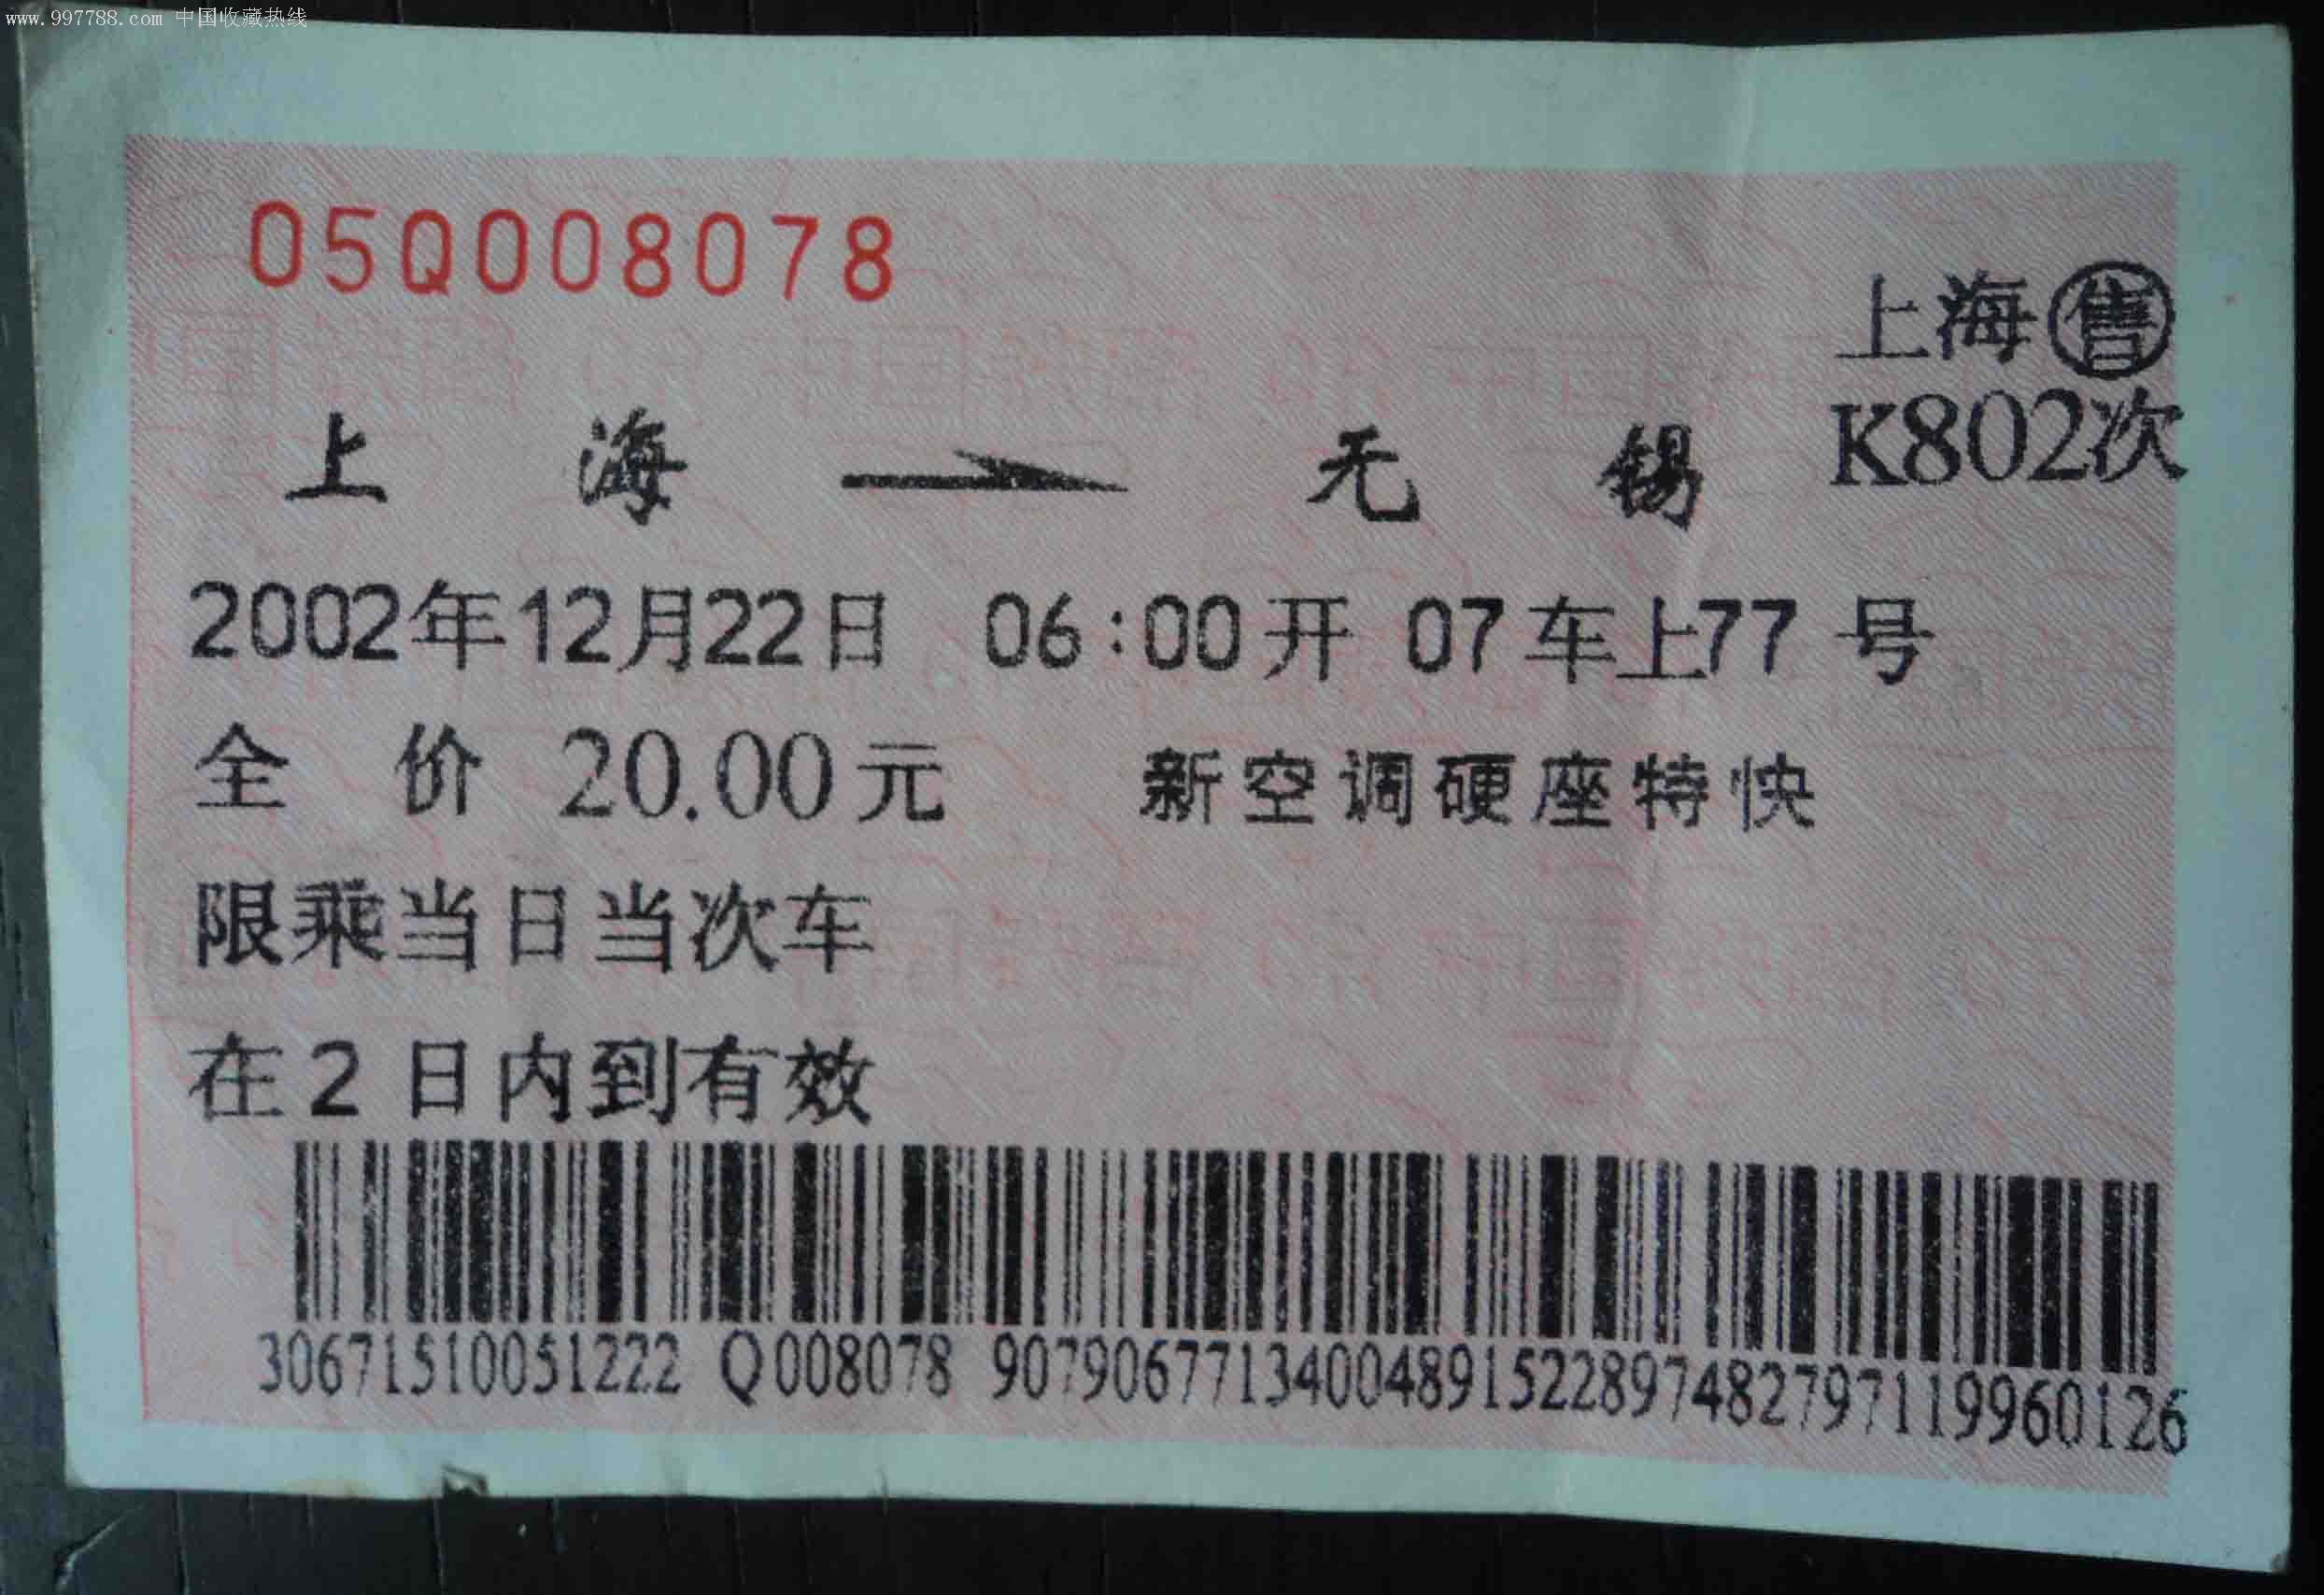 www.997788.com 中国收藏热线
05Q008078
上海售
K802次
上 海 → 无 锡
2002年12月22日 06:00开 07车上77号
全 价 20.00元 新空调硬座特快
限乘当日当次车
在2日内到有效
30671510051222 Q008078 90790677134004891522897482797119960126